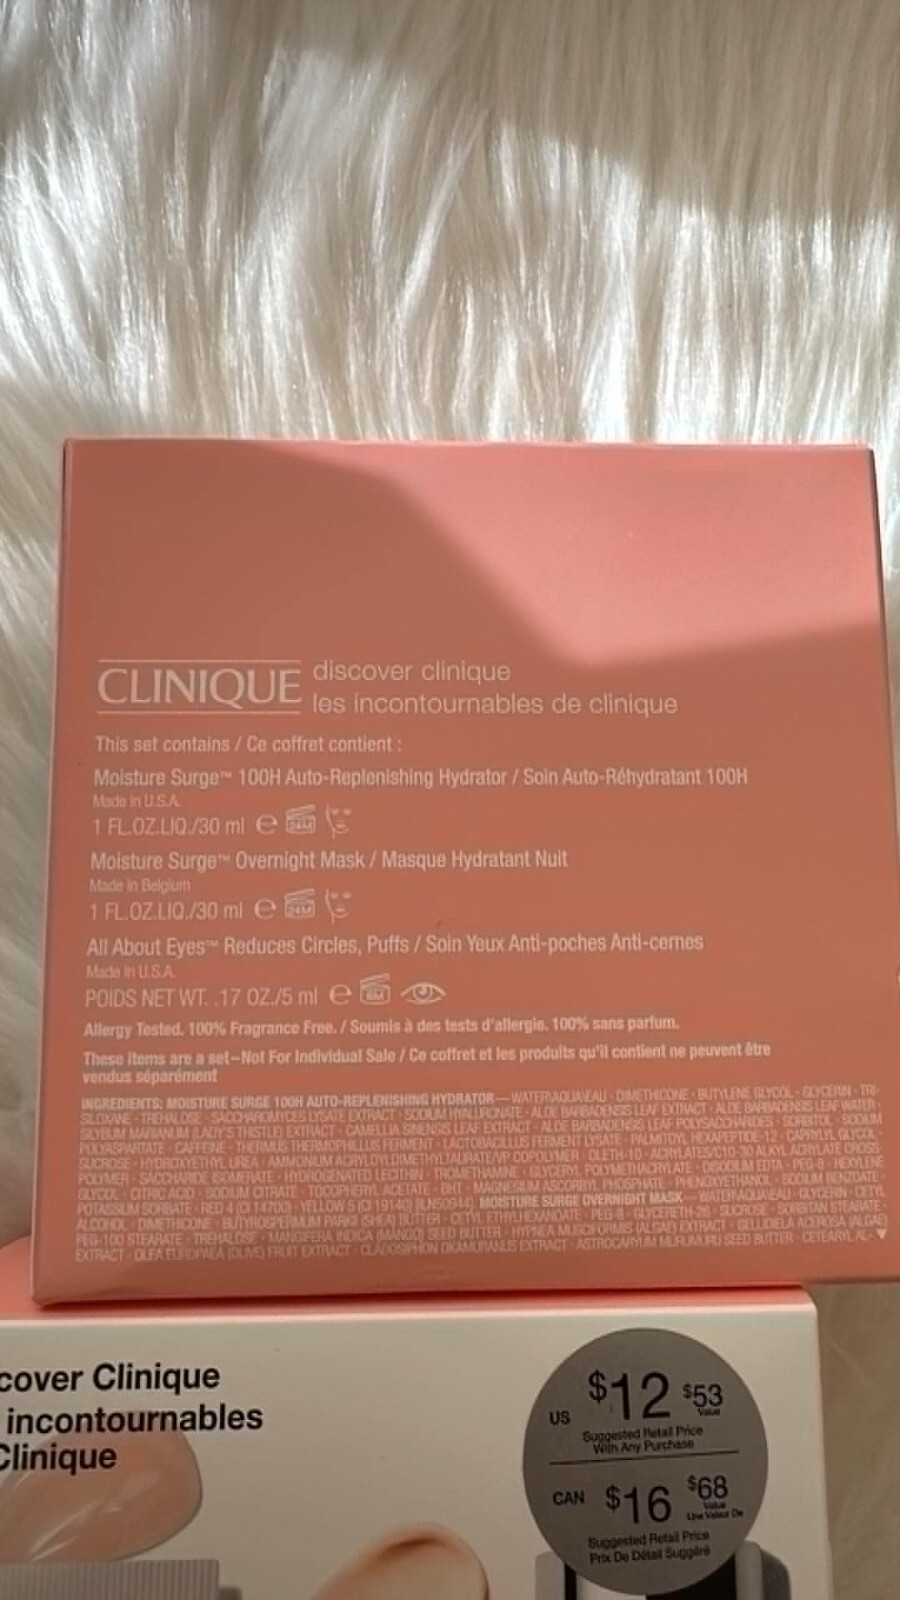 CLINIQUE discover clinique
les incontournables de clinique
This set contains / Ce coffret contient :
Moisture Surge™ 100H Auto-Replenishing Hydrator / Soin Auto-Réhydratant 100H
Made in U.S.A.
1 FL.OZ.LIQ./30 ml ℮ 24M
Moisture Surge™ Overnight Mask / Masque Hydratant Nuit
Made in Belgium
1 FL.OZ.LIQ./30 ml ℮ 24M
All About Eyes™ Reduces Circles, Puffs / Soin Yeux Anti-poches Anti-cernes
Made in U.S.A.
POIDS NET WT. .17 OZ./5 ml ℮ 6M
Allergy Tested. 100% Fragrance Free. / Soumis à des tests d'allergie. 100% sans parfum.
These Items are a set–Not For Individual Sale / Ce coffret et les produits qu'il contient ne peuvent être
vendus séparément
INGREDIENTS: MOISTURE SURGE 100H AUTO-REPLENISHING HYDRATOR — WATER\AQUA\EAU · DIMETHICONE · BUTYLENE GLYCOL · GLYCERIN · TRI-
SILOXANE · TREHALOSE · SACCHAROMYCES LYSATE EXTRACT · SODIUM HYALURONATE · ALOE BARBADENSIS LEAF EXTRACT · ALOE BARBADENSIS LEAF WATER ·
SILYBUM MARIANUM (LADY'S THISTLE) EXTRACT · CAMELLIA SINENSIS LEAF EXTRACT · ALOE BARBADENSIS LEAF POLYSACCHARIDES · SORBITOL · SODIUM
POLYASPARTATE · CAFFEINE · THERMUS THERMOPHILLUS FERMENT · LACTOBACILLUS FERMENT LYSATE · PALMITOYL HEXAPEPTIDE-12 · CAPRYLYL GLYCOL ·
SUCROSE · HYDROXYETHYL UREA · AMMONIUM ACRYLOYLDIMETHYLTAURATE/VP COPOLYMER · OLETH-10 · ACRYLATES/C10-30 ALKYL ACRYLATE CROSS-
POLYMER · SACCHARIDE ISOMERATE · HYDROGENATED LECITHIN · TROMETHAMINE · GLYCERYL POLYMETHACRYLATE · DISODIUM EDTA · PEG-8 · HEXYLENE
GLYCOL · CITRIC ACID · SODIUM CITRATE · TOCOPHERYL ACETATE · BHT · MAGNESIUM ASCORBYL PHOSPHATE · PHENOXYETHANOL · SODIUM BENZOATE ·
POTASSIUM SORBATE · RED 4 (CI 14700) · YELLOW 5 (CI 19140) MOISTURE SURGE OVERNIGHT MASK — WATER\AQUA\EAU · GLYCERIN · CETYL
ALCOHOL · DIMETHICONE · BUTYROSPERMUM PARKII (SHEA) BUTTER · CETYL ETHYLHEXANOATE · PEG-8 · GLYCERETH-26 · SUCROSE · SORBITAN STEARATE ·
PEG-100 STEARATE · TREHALOSE · MANGIFERA INDICA (MANGO) SEED BUTTER · HYPNEA MUSCIFORMIS (ALGAE) EXTRACT · GELLIDIELA ACEROSA (ALGAE)
EXTRACT · OLEA EUROPAEA (OLIVE) FRUIT EXTRACT · CLADOSIPHON OKAMURANUS EXTRACT · ASTROCARYUM MURUMURU SEED BUTTER · CETEARYL AL- ▼
cover Clinique
incontournables
Clinique
US $12 $53
Value
Suggested Retail Price
With Any Purchase
CAN $16 $68
Value
Une Valeur De
Suggested Retail Price
Prix De Détail Suggéré